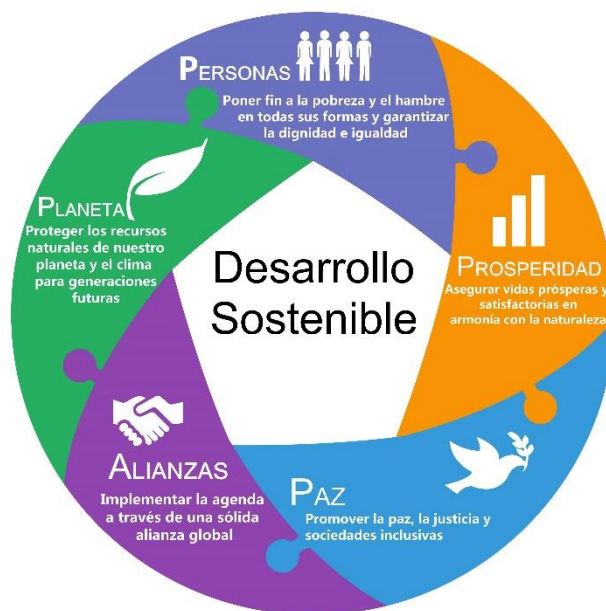 Desarrollo
Sostenible
PERSONAS
Poner fin a la pobreza y el hambre
en todas sus formas y garantizar
la dignidad e igualdad
PROSPERIDAD
Asegurar vidas prósperas y
satisfactorias en
armonía con la naturaleza
PAZ
Promover la paz, la justicia y
sociedades inclusivas
ALIANZAS
Implementar la agenda
a través de una sólida
alianza global
PLANETA
Proteger los recursos
naturales de nuestro
planeta y el clima
para generaciones
futuras